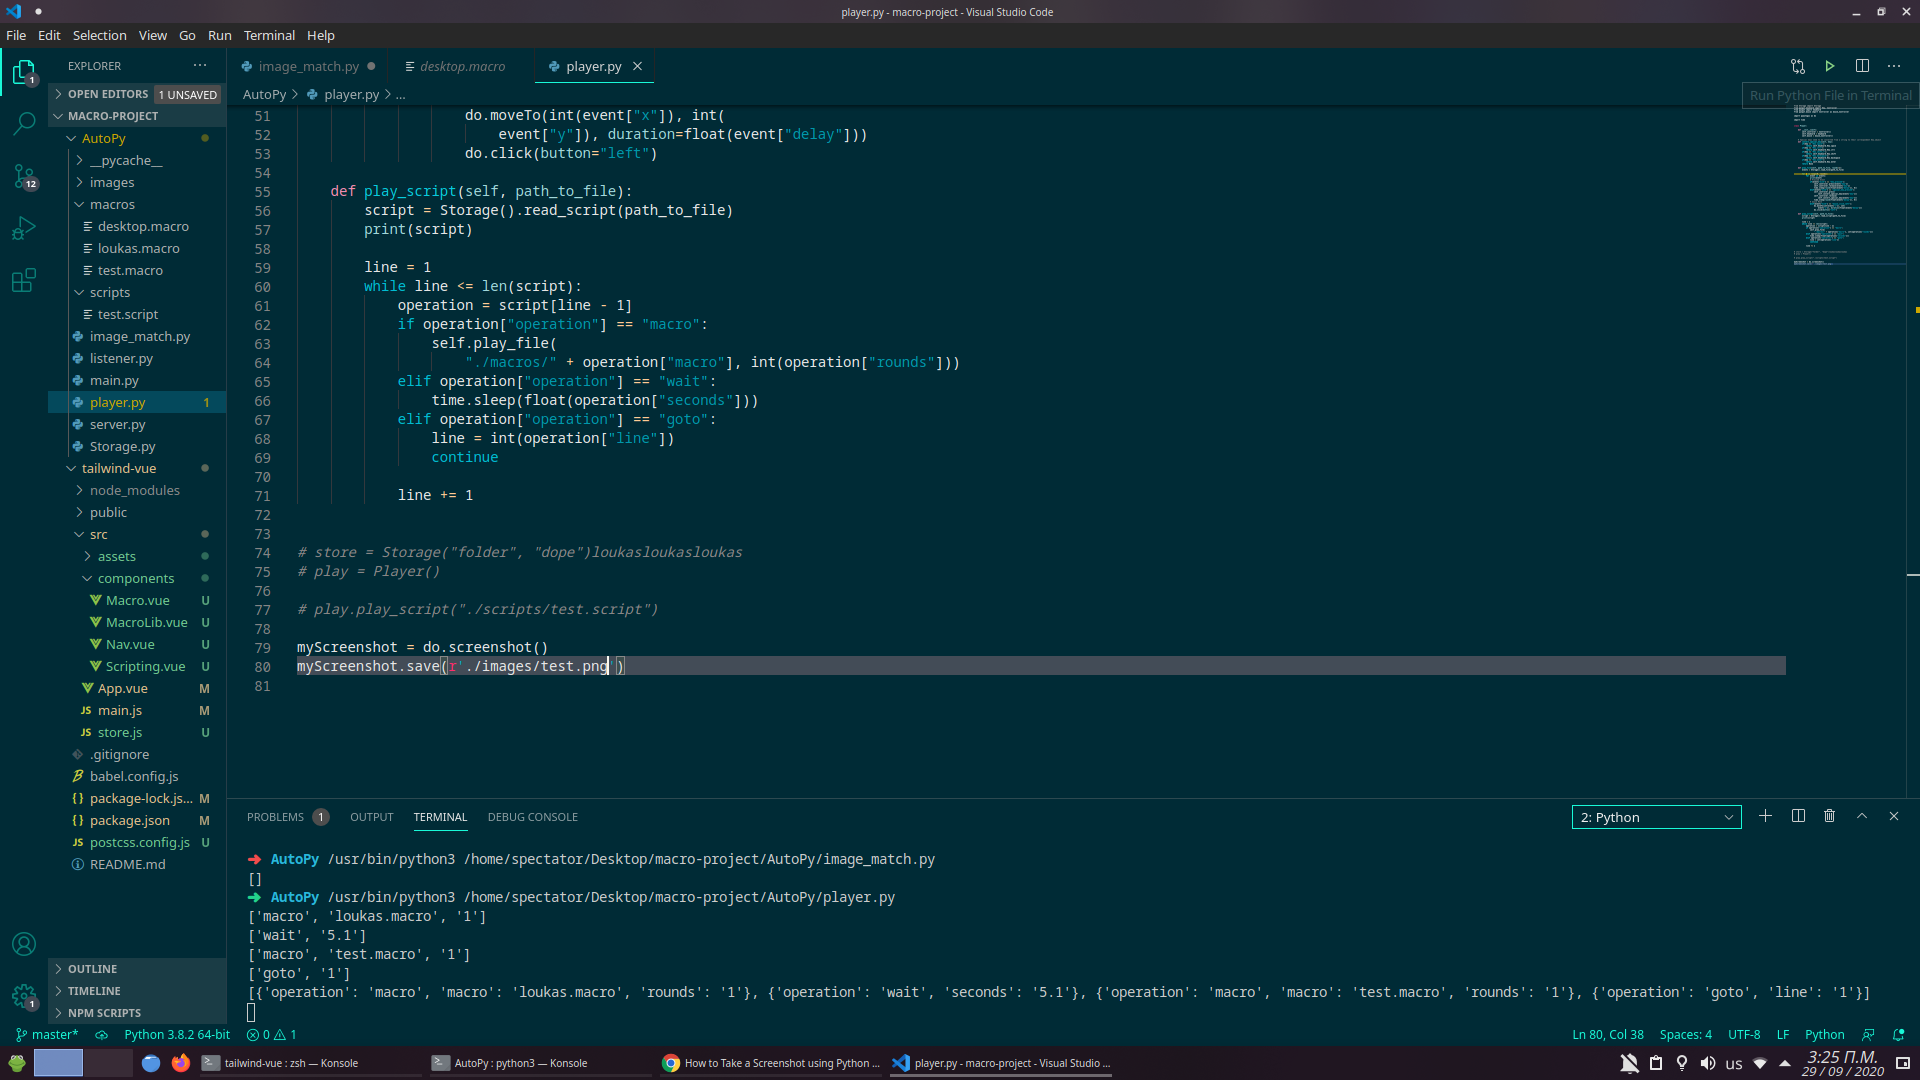 player.py - macro-project - Visual Studio Code
File Edit Selection View Go Run Terminal Help
EXPLORER
1
OPEN EDITORS 1 UNSAVED
MACRO-PROJECT
AutoPy
__pycache__
images
macros
desktop.macro
loukas.macro
test.macro
scripts
test.script
image_match.py
listener.py
main.py
player.py 1
server.py
Storage.py
tailwind-vue
node_modules
public
src
assets
components
Macro.vue U
MacroLib.vue U
Nav.vue U
Scripting.vue U
App.vue M
main.js M
store.js U
.gitignore
babel.config.js
package-lock.js... M
package.json M
postcss.config.js U
README.md
OUTLINE
TIMELINE
NPM SCRIPTS
12
1
image_match.py desktop.macro player.py
AutoPy > player.py > ...
Run Python File in Terminal
51 do.moveTo(int(event["x"]), int(
52 event["y"]), duration=float(event["delay"]))
53 do.click(button="left")
54
55 def play_script(self, path_to_file):
56 script = Storage().read_script(path_to_file)
57 print(script)
58
59 line = 1
60 while line <= len(script):
61 operation = script[line - 1]
62 if operation["operation"] == "macro":
63 self.play_file(
64 "./macros/" + operation["macro"], int(operation["rounds"]))
65 elif operation["operation"] == "wait":
66 time.sleep(float(operation["seconds"]))
67 elif operation["operation"] == "goto":
68 line = int(operation["line"])
69 continue
70
71 line += 1
72
73
74 # store = Storage("folder", "dope")loukasloukasloukas
75 # play = Player()
76
77 # play.play_script("./scripts/test.script")
78
79 myScreenshot = do.screenshot()
80 myScreenshot.save(r'./images/test.png')
81
PROBLEMS 1 OUTPUT TERMINAL DEBUG CONSOLE
2: Python
➜ AutoPy /usr/bin/python3 /home/spectator/Desktop/macro-project/AutoPy/image_match.py
[]
➜ AutoPy /usr/bin/python3 /home/spectator/Desktop/macro-project/AutoPy/player.py
['macro', 'loukas.macro', '1']
['wait', '5.1']
['macro', 'test.macro', '1']
['goto', '1']
[{'operation': 'macro', 'macro': 'loukas.macro', 'rounds': '1'}, {'operation': 'wait', 'seconds': '5.1'}, {'operation': 'macro', 'macro': 'test.macro', 'rounds': '1'}, {'operation': 'goto', 'line': '1'}]
master* Python 3.8.2 64-bit 0 1 Ln 80, Col 38 Spaces: 4 UTF-8 LF Python
tailwind-vue : zsh — Konsole
AutoPy : python3 — Konsole
How to Take a Screenshot using Python ...
player.py - macro-project - Visual Studio ...
us
3:25 Π.Μ.
29 / 09 / 2020